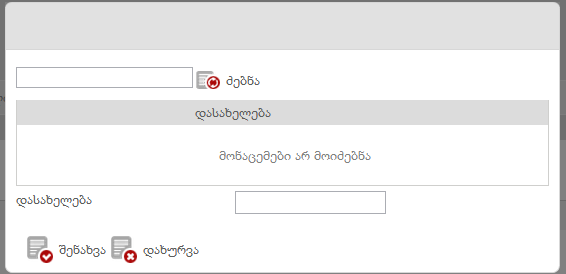 ძებნა
დასახელება
მონაცემები არ მოიძებნა
დასახელება
შენახვა დახურვა